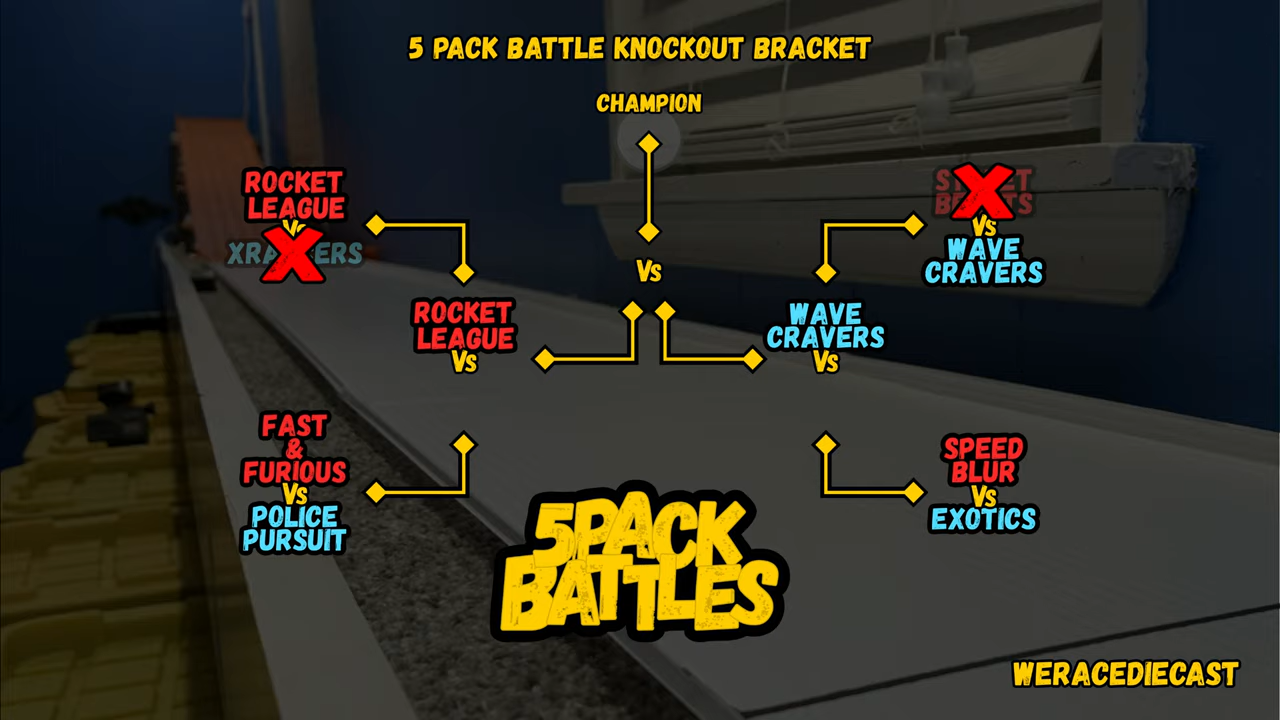 5 PACK BATTLE KNOCKOUT BRACKET
CHAMPION
ROCKET
LEAGUE
Vs
ROCKET
LEAGUE
Vs
FAST
&
FURIOUS
Vs
POLICE
PURSUIT
Vs
Vs
WAVE
CRAVERS
WAVE
CRAVERS
Vs
SPEED
BLUR
Vs
EXOTICS
5PACK
BATTLES
WERACEDIECAST